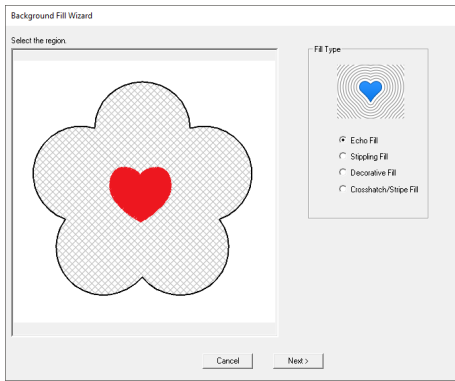 Background Fill Wizard
Select the region.
Fill Type
Echo Fill
Stippling Fill
Decorative Fill
Crosshatch/Stripe Fill
Cancel
Next >